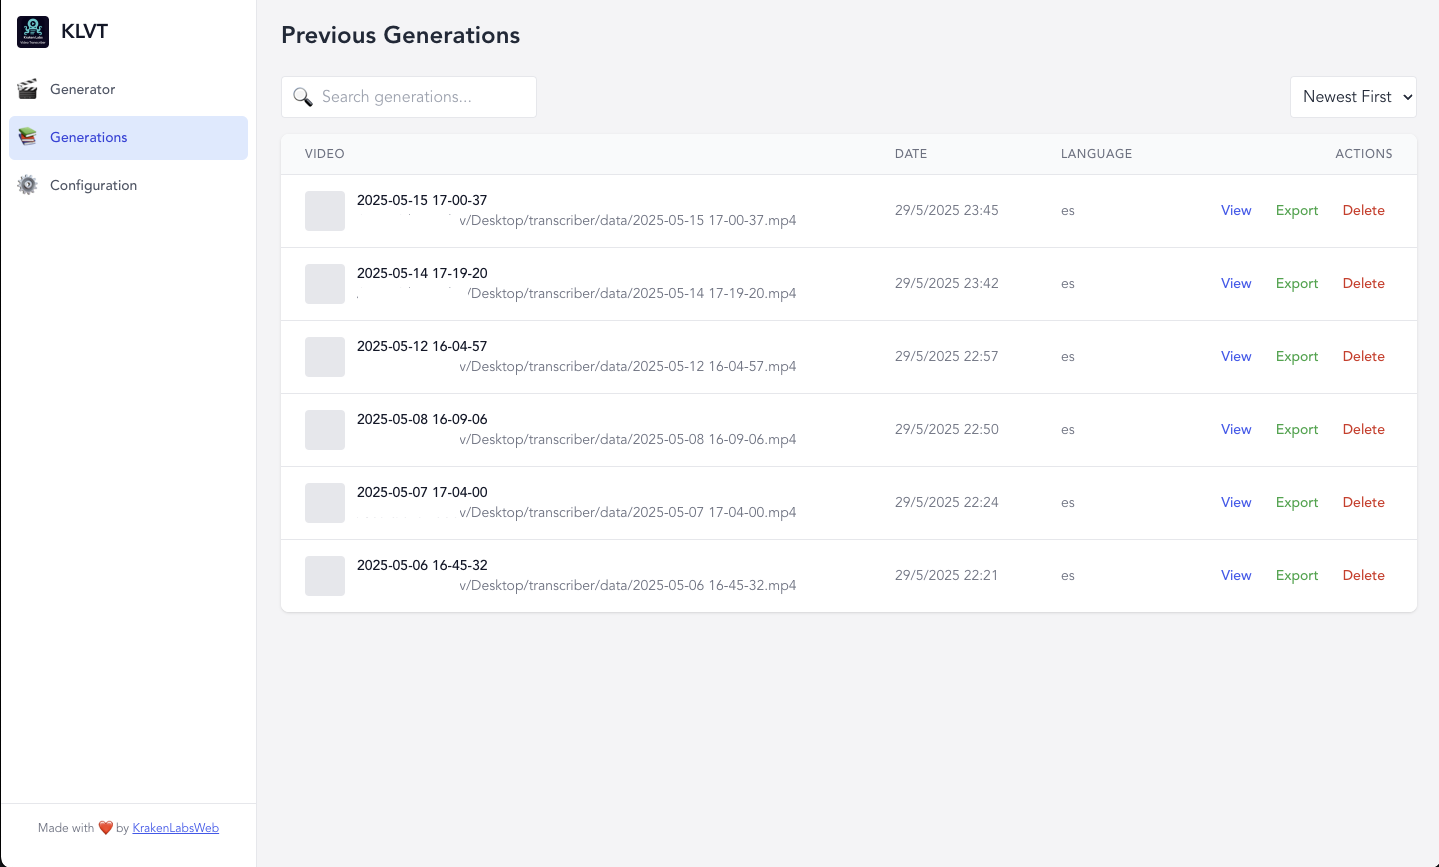 KLVT
Generator
Generations
Configuration
Made with ❤️ by KrakenLabsWeb
Previous Generations
Search generations...
Newest First
VIDEO DATE LANGUAGE ACTIONS
2025-05-15 17-00-37
v/Desktop/transcriber/data/2025-05-15 17-00-37.mp4
29/5/2025 23:45 es View Export Delete
2025-05-14 17-19-20
/Desktop/transcriber/data/2025-05-14 17-19-20.mp4
29/5/2025 23:42 es View Export Delete
2025-05-12 16-04-57
v/Desktop/transcriber/data/2025-05-12 16-04-57.mp4
29/5/2025 22:57 es View Export Delete
2025-05-08 16-09-06
v/Desktop/transcriber/data/2025-05-08 16-09-06.mp4
29/5/2025 22:50 es View Export Delete
2025-05-07 17-04-00
v/Desktop/transcriber/data/2025-05-07 17-04-00.mp4
29/5/2025 22:24 es View Export Delete
2025-05-06 16-45-32
v/Desktop/transcriber/data/2025-05-06 16-45-32.mp4
29/5/2025 22:21 es View Export Delete